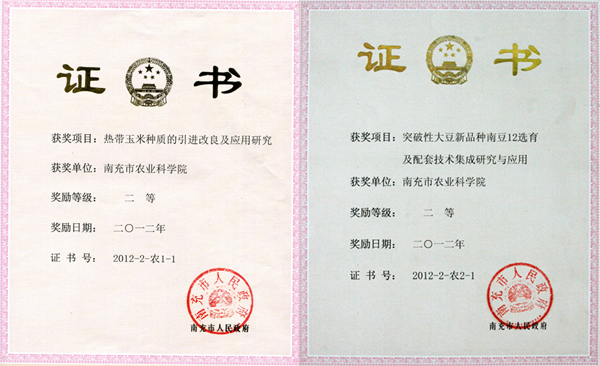 证 书
获奖项目：热带玉米种质的引进改良及应用研究
获奖单位：南充市农业科学院
奖励等级： 二 等
奖励日期：二〇一二年
证 书 号： 2012-2-农1-1
南充市人民政府
南充市人民政府
证 书
获奖项目：突破性大豆新品种南豆12选育
及配套技术集成研究与应用
获奖单位：南充市农业科学院
奖励等级： 二 等
奖励日期：二〇一二年
证 书 号： 2012-2-农2-1
南充市人民政府
南充市人民政府